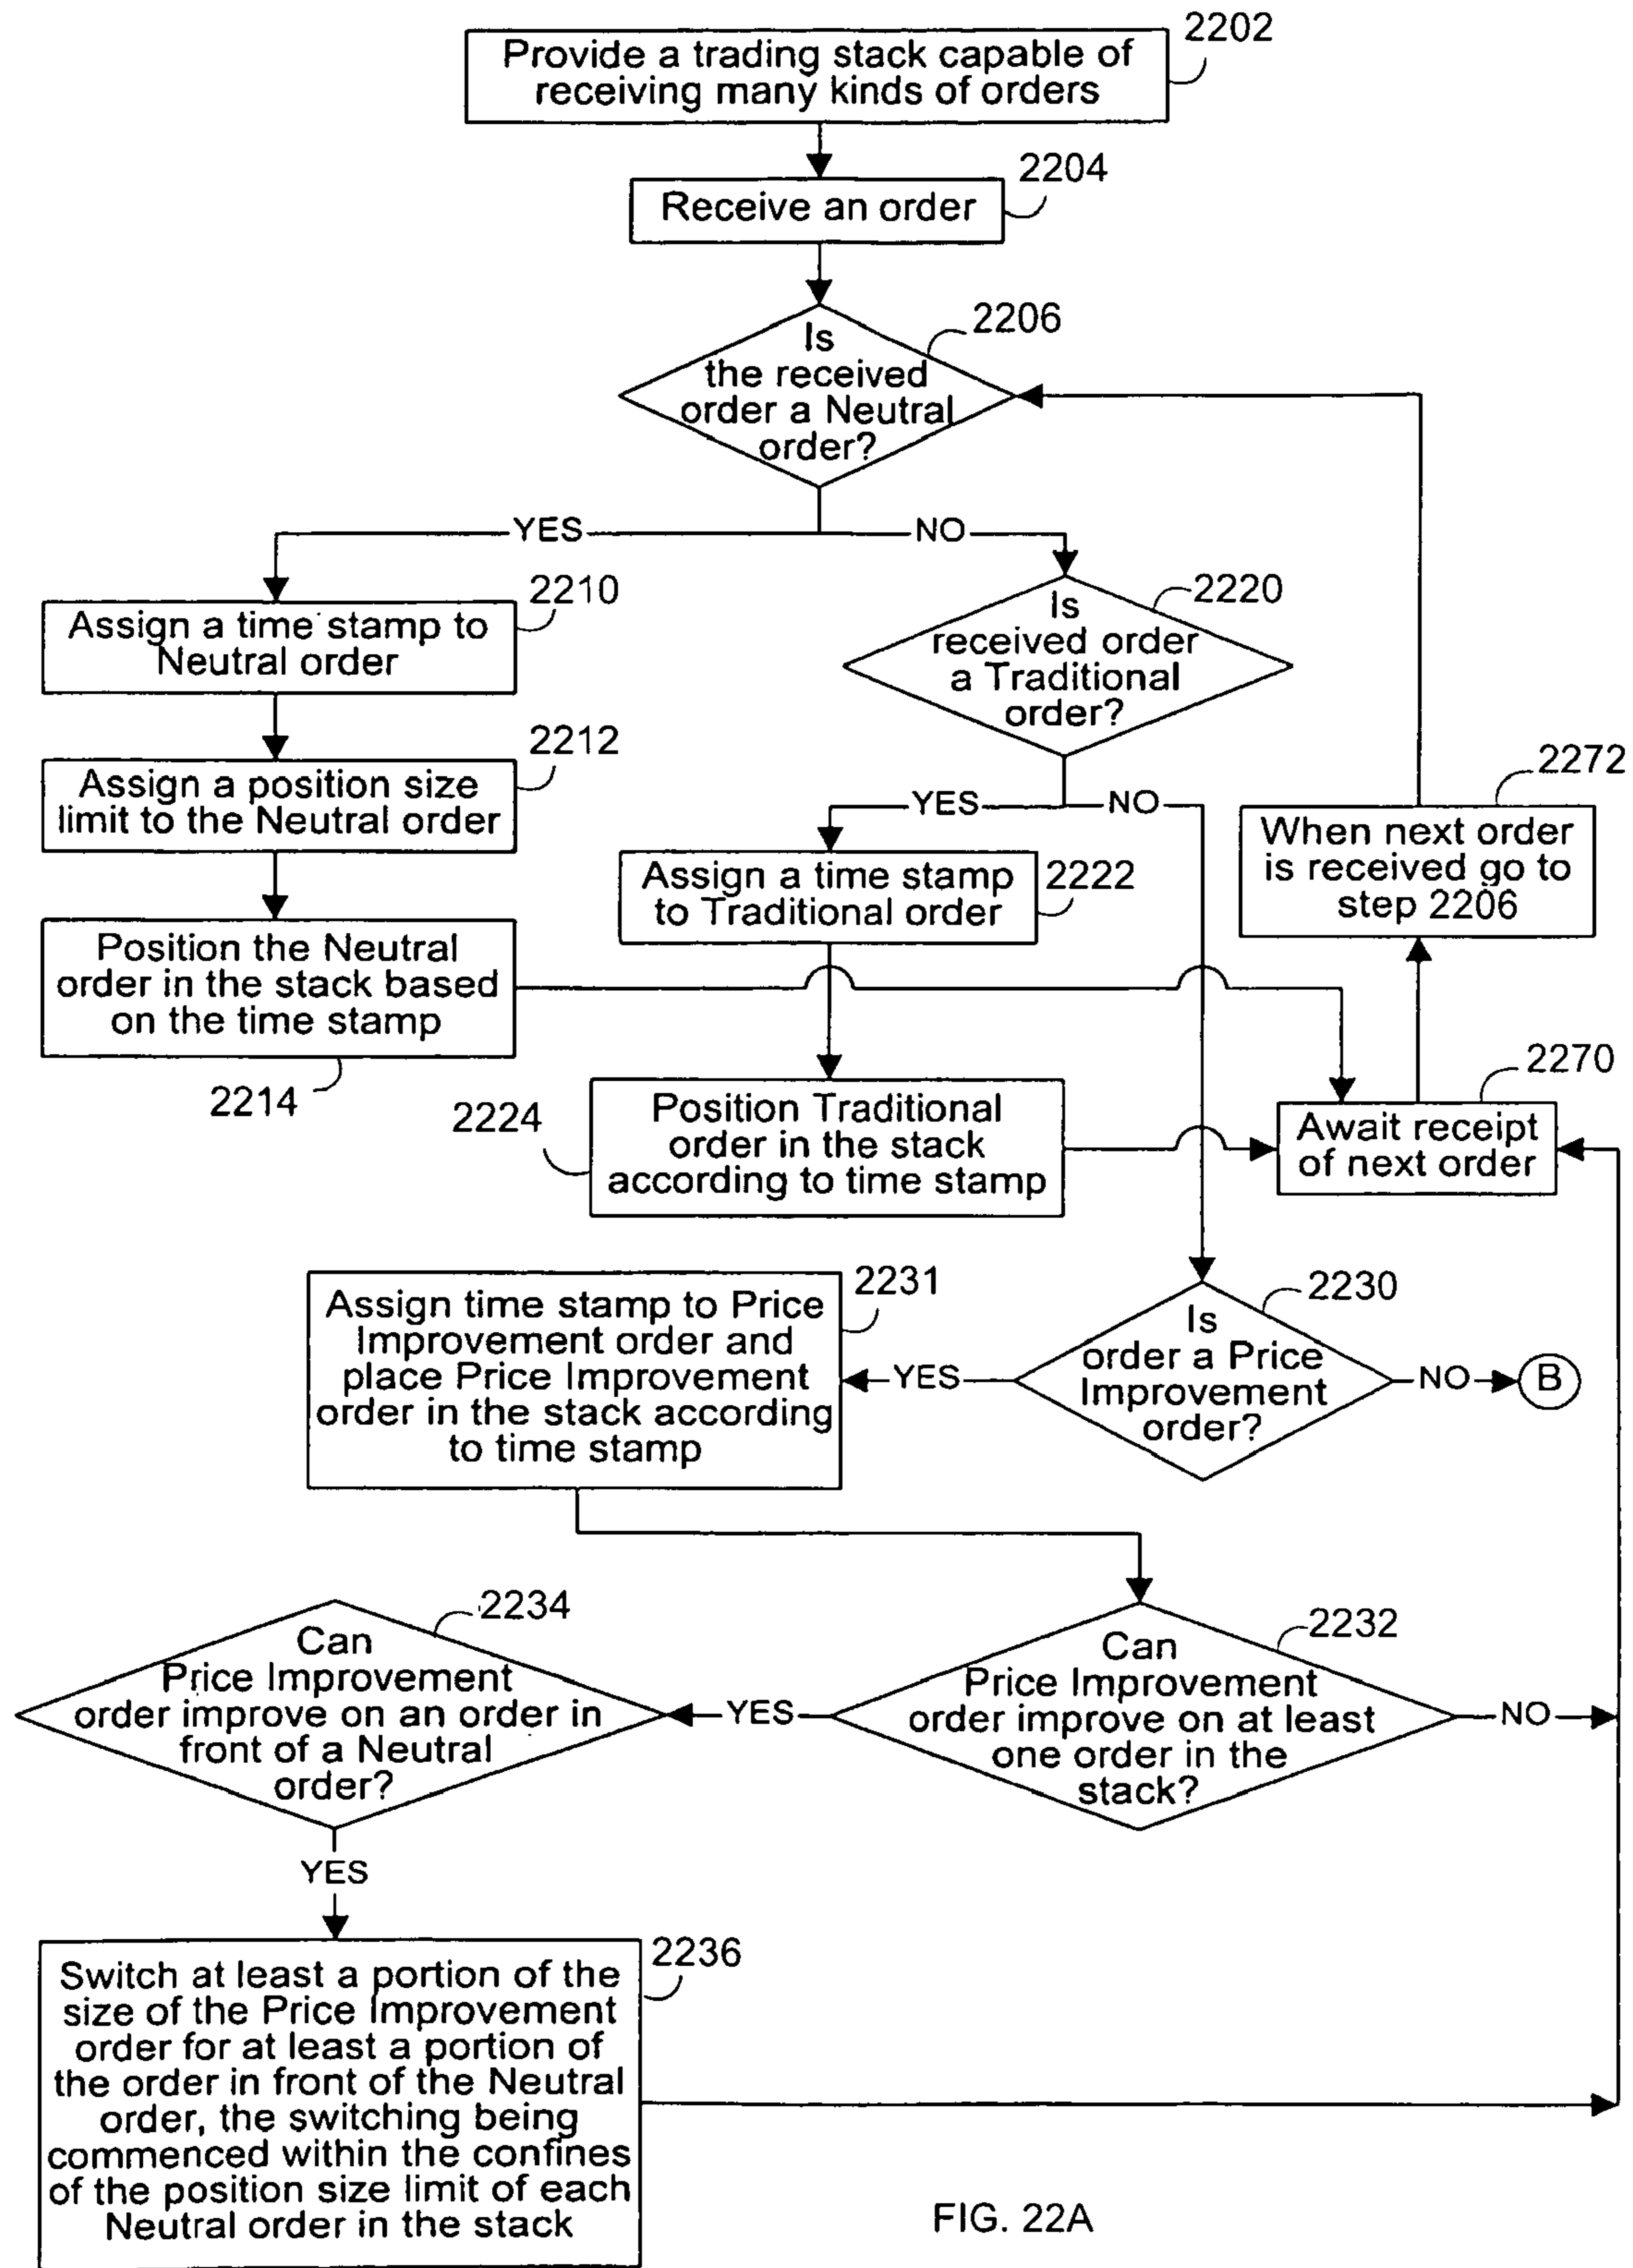 2202
Provide a trading stack capable of
receiving many kinds of orders
2204
Receive an order
2206
Is
the received
order a Neutral
order?
YES
NO
2210
Assign a time stamp to
Neutral order
2220
Is
received order
a Traditional
order?
2212
Assign a position size
limit to the Neutral order
YES
NO
2272
When next order
is received go to
step 2206
Assign a time stamp
to Traditional order
2222
Position the Neutral
order in the stack based
on the time stamp
2214
2224
Position Traditional
order in the stack
according to time stamp
2270
Await receipt
of next order
2231
Assign time stamp to Price
Improvement order and
place Price Improvement
order in the stack according
to time stamp
2230
Is
order a Price
Improvement
order?
YES
NO
B
2234
Can
Price Improvement
order improve on an order in
front of a Neutral
order?
YES
2232
Can
Price Improvement
order improve on at least
one order in the
stack?
NO
YES
2236
Switch at least a portion of the
size of the Price Improvement
order for at least a portion of
the order in front of the Neutral
order, the switching being
commenced within the confines
of the position size limit of each
Neutral order in the stack
FIG. 22A